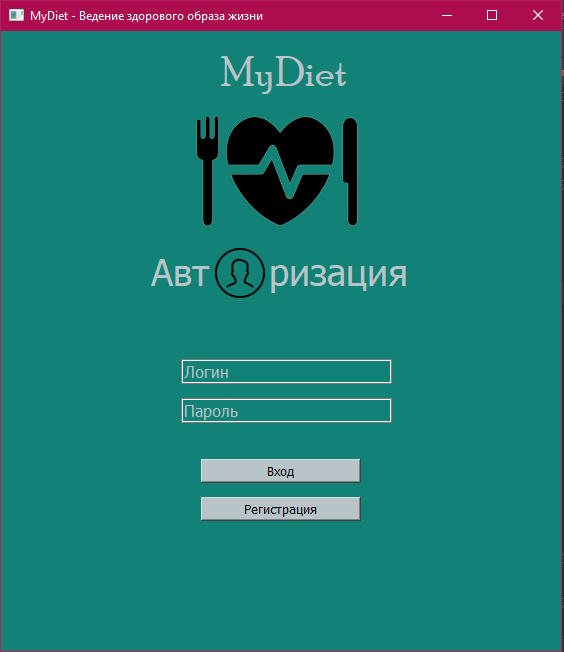 MyDiet - Ведение здорового образа жизни
MyDiet
Авт ризация
Логин
Пароль
Вход
Регистрация